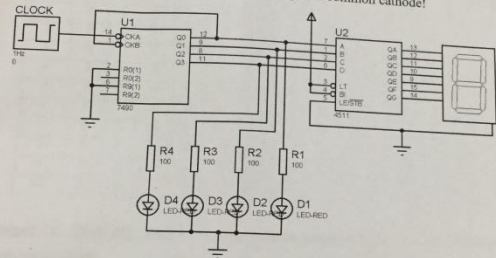 common cathode!
CLOCK
1Hz
0
U1
14
1
CKA
CKB
Q0
Q1
Q2
Q3
12
9
8
11
2
3
6
7
R0(1)
R0(2)
R9(1)
R9(2)
7490
U2
7
1
2
6
A
B
C
D
3
4
5
LT
BI
LE/STB
4511
QA
QB
QC
QD
QE
QF
QG
13
12
11
10
9
15
14
R4
100
R3
100
R2
100
R1
100
D4
D3
D2
D1
LED-RED